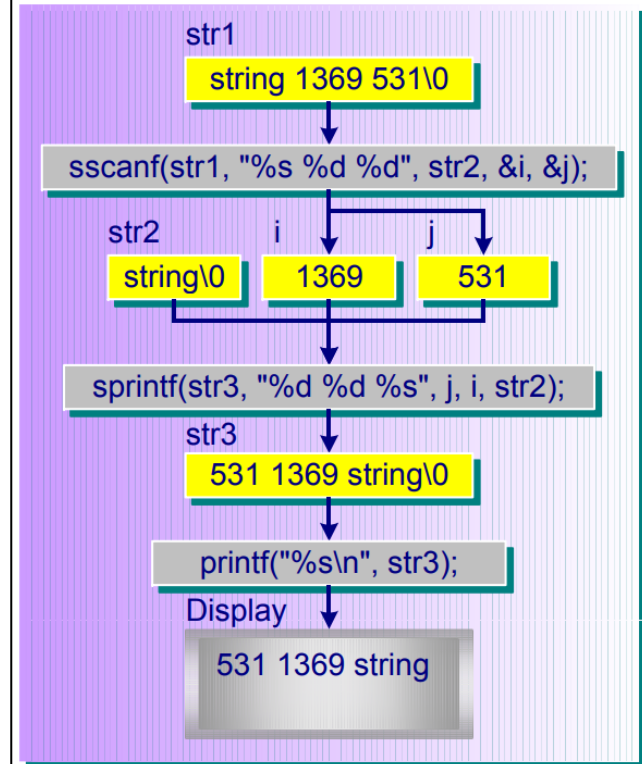 str1
string 1369 531\0
sscanf(str1, "%s %d %d", str2, &i, &j);
str2 i j
string\0 1369 531
sprintf(str3, "%d %d %s", j, i, str2);
str3
531 1369 string\0
printf("%s\n", str3);
Display
531 1369 string